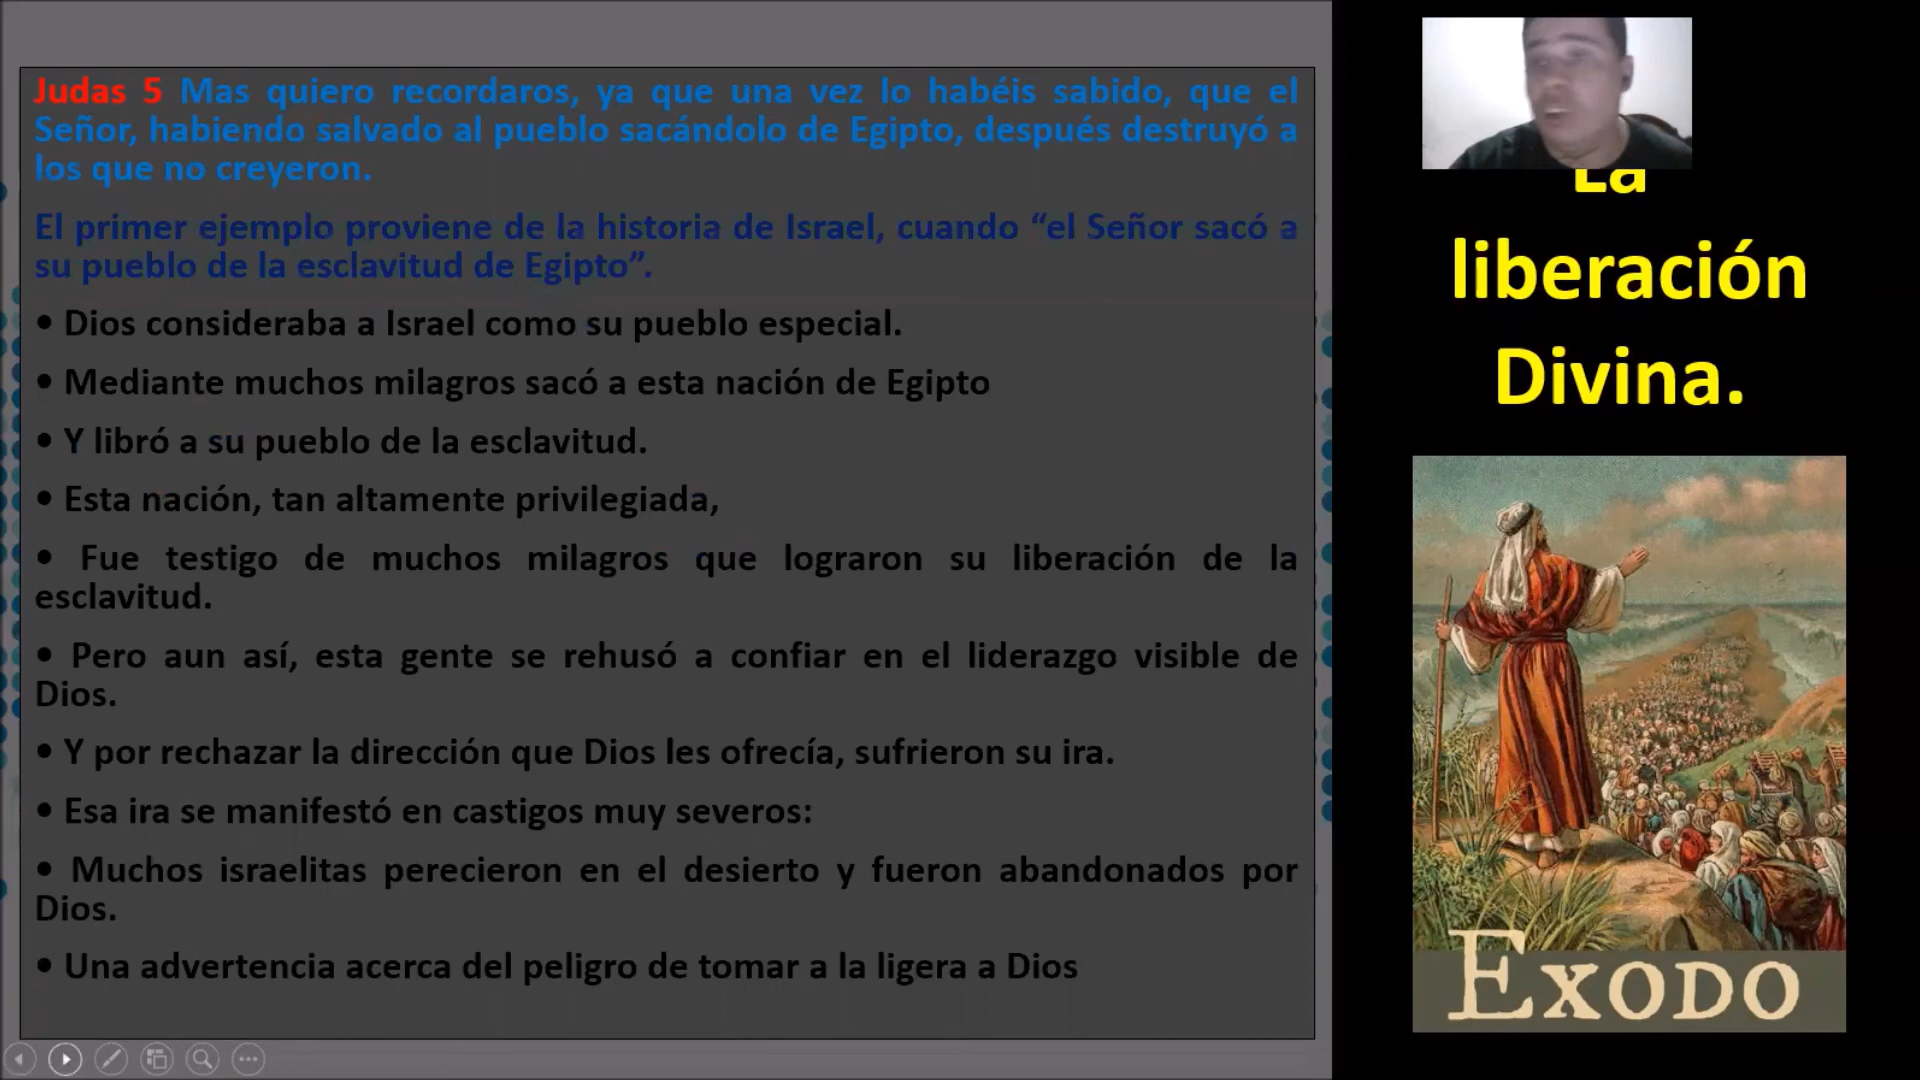 Judas 5 Mas quiero recordaros, ya que una vez lo habéis sabido, que el
Señor, habiendo salvado al pueblo sacándolo de Egipto, después destruyó a
los que no creyeron.
El primer ejemplo proviene de la historia de Israel, cuando “el Señor sacó a
su pueblo de la esclavitud de Egipto”.
• Dios consideraba a Israel como su pueblo especial.
• Mediante muchos milagros sacó a esta nación de Egipto
• Y libró a su pueblo de la esclavitud.
• Esta nación, tan altamente privilegiada,
• Fue testigo de muchos milagros que lograron su liberación de la
esclavitud.
• Pero aun así, esta gente se rehusó a confiar en el liderazgo visible de
Dios.
• Y por rechazar la dirección que Dios les ofrecía, sufrieron su ira.
• Esa ira se manifestó en castigos muy severos:
• Muchos israelitas perecieron en el desierto y fueron abandonados por
Dios.
• Una advertencia acerca del peligro de tomar a la ligera a Dios
La
liberación
Divina.
EXODO